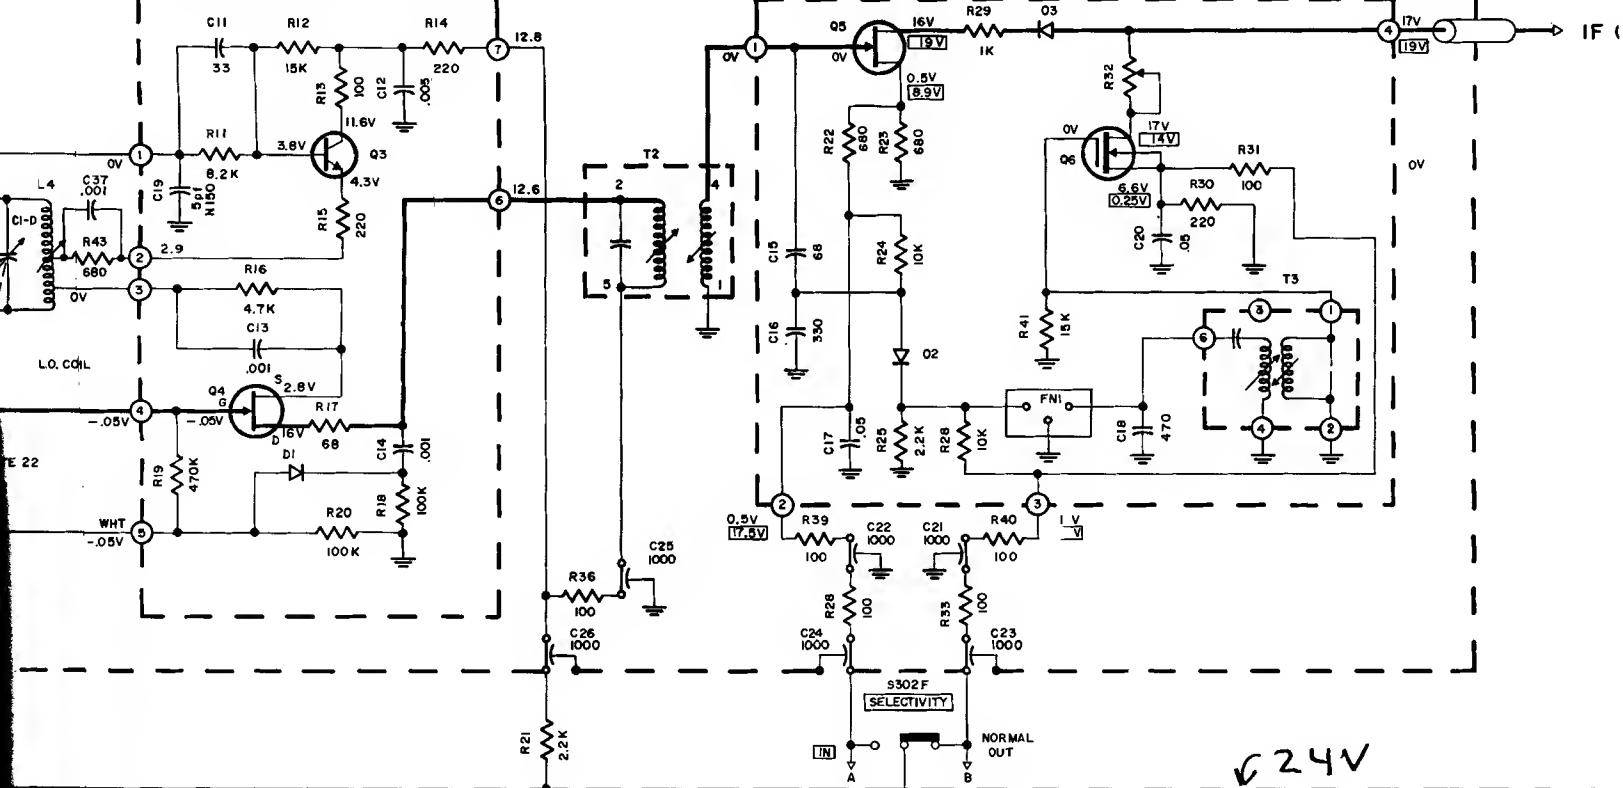 C11
33
R12
15K
R13
100
C12
.005
R14
220
7
12.8
11.6V
1
0V
R11
8.2K
3.8V
Q3
4.3V
C19
5pf
N150
R15
220
L4
C37
.001
C1-D
R43
680
2
2.9
3
0V
R16
4.7K
C13
.001
L.O. COIL
4
-.05V
Q4
G
-.05V
S
2.8V
D
16V
R17
68
C14
.001
TE 22
R19
470K
D1
R18
100K
WHT
-.05V
5
R20
100K
6
12.6
T2
2
4
5
1
R36
100
C25
1000
C26
1000
R21
2.2K
1
0V
Q5
0V
16V
19V
R29
1K
D3
4
17V
19V
IF (
0.5V
8.9V
R22
680
R23
680
R32
0V
Q6
17V
14V
R31
100
0V
6.6V
0.25V
R30
220
C20
.05
C15
68
R24
10K
C16
330
D2
R41
15K
T3
3
1
6
4
2
FN1
C17
.05
R25
2.2K
R28
10K
C18
470
2
0.5V
17.5V
3
1 V
V
R39
100
C22
1000
C21
1000
R40
100
R28
100
R33
100
C24
1000
C23
1000
S302F
SELECTIVITY
IN
NORMAL
OUT
A
B
24V